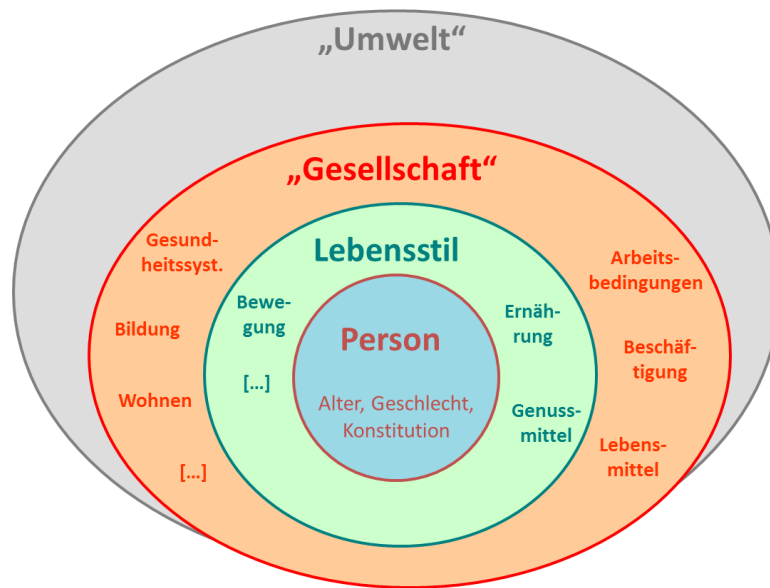 „Umwelt“
„Gesellschaft“
Gesund-
heitssyst.
Bildung
Wohnen
[...]
Lebensstil
Bewe-
gung
[...]
Person
Alter, Geschlecht,
Konstitution
Ernäh-
rung
Genuss-
mittel
Arbeits-
bedingungen
Beschäf-
tigung
Lebens-
mittel